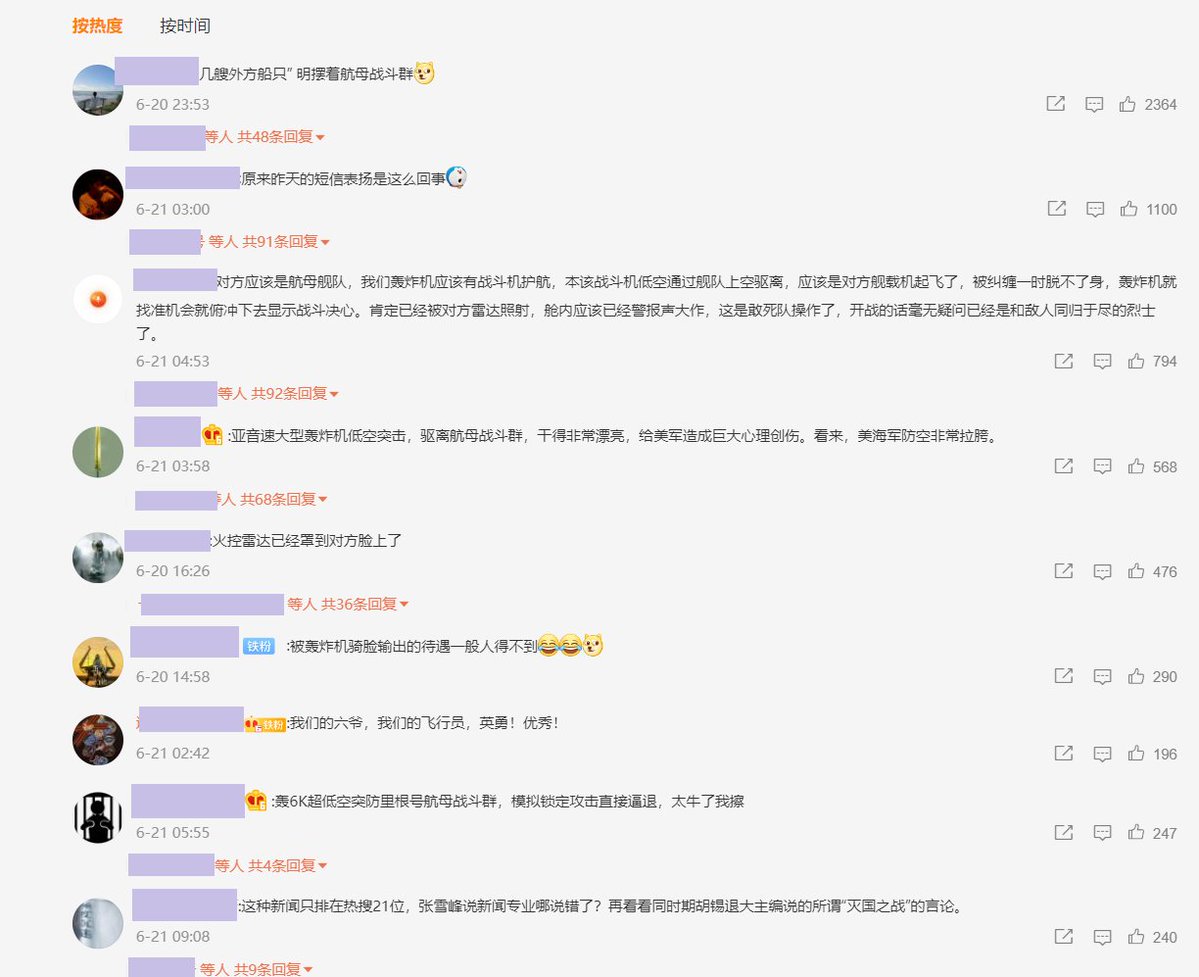 按热度 按时间
几艘外方船只” 明摆着航母战斗群
6-20 23:53
2364
等人 共48条回复
:原来昨天的短信表扬是这么回事
6-21 03:00
1100
等人 共91条回复
对方应该是航母舰队，我们轰炸机应该有战斗机护航，本该战斗机低空通过舰队上空驱离，应该是对方舰载机起飞了，被纠缠一时脱不了身，轰炸机就
找准机会就俯冲下去显示战斗决心。肯定已经被对方雷达照射，舱内应该已经警报声大作，这是敢死队操作了，开战的话毫无疑问已经是和敌人同归于尽的烈士
了。
6-21 04:53
794
等人 共92条回复
:亚音速大型轰炸机低空突击，驱离航母战斗群，干得非常漂亮，给美军造成巨大心理创伤。看来，美海军防空非常拉胯。
6-21 03:58
568
等人 共68条回复
:火控雷达已经罩到对方脸上了
6-20 16:26
476
等人 共36条回复
铁粉 :被轰炸机骑脸输出的待遇一般人得不到
6-20 14:58
290
铁粉:我们的六爷，我们的飞行员，英勇！优秀！
6-21 02:42
196
:轰6K超低空突防里根号航母战斗群，模拟锁定攻击直接逼退，太牛了我擦
6-21 05:55
247
等人 共4条回复
:这种新闻只排在热搜21位，张雪峰说新闻专业哪说错了？再看看同时期胡锡退大主编说的所谓“灭国之战”的言论。
6-21 09:08
240
等人 共9条回复